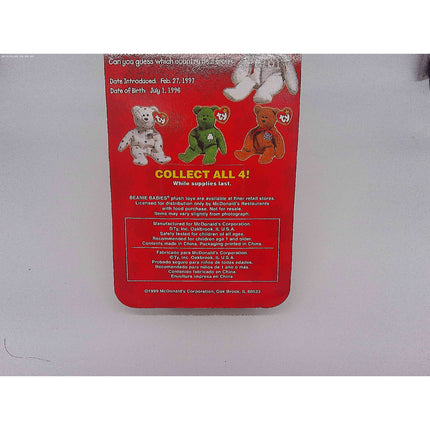 Can you guess which country
Date Introduced: Feb. 27, 1997
Date of Birth: July 1, 1996
ty
ty
ty
COLLECT ALL 4!
While supplies last.
BEANIE BABIES® plush toys are available at finer retail stores.
Licensed for distribution only by McDonald's Restaurants
with food purchase. Not for resale.
Items may vary slightly from photograph.
Manufactured for McDonald's Corporation
©Ty, Inc. Oakbrook, IL U.S.A.
Safety tested for children of all ages.
Recommended for children age 1 and older.
Contents made in China, Packaging printed in China.
Fabricado para McDonald's Corporation
©Ty, Inc. Oakbrook, IL U.S.A.
Probado seguro para niños de todas edades.
Recomendado para niños de 1 año o más.
Contenido fabricado en China
Envoltura impresa en China
©1999 McDonald's Corporation, Oak Brook, IL 60523